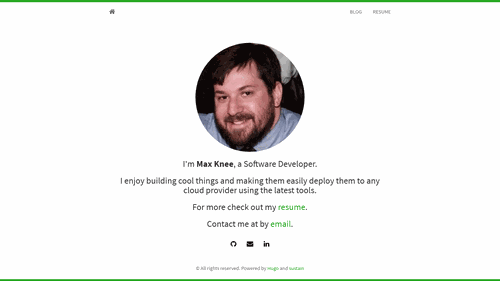 BLOG RESUME
I'm Max Knee, a Software Developer.
I enjoy building cool things and making them easily deploy them to any
cloud provider using the latest tools.
For more check out my resume.
Contact me at by email.
© All rights reserved. Powered by Hugo and sustain